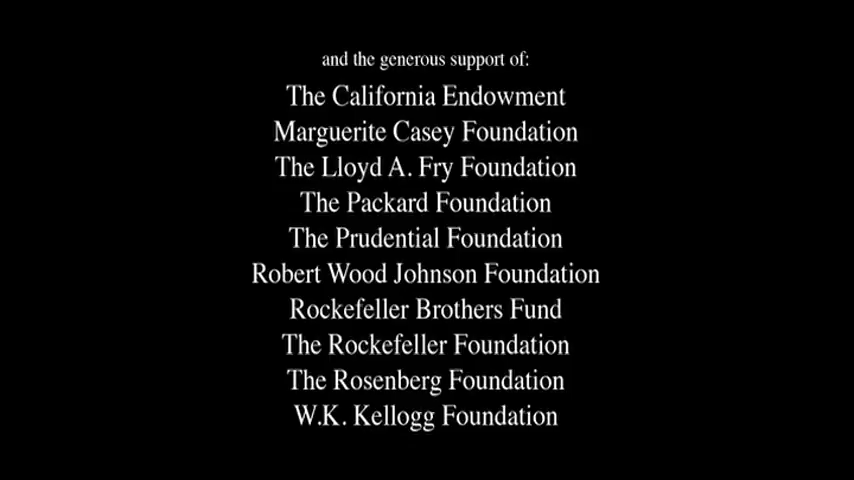 and the generous support of:
The California Endowment
Marguerite Casey Foundation
The Lloyd A. Fry Foundation
The Packard Foundation
The Prudential Foundation
Robert Wood Johnson Foundation
Rockefeller Brothers Fund
The Rockefeller Foundation
The Rosenberg Foundation
W.K. Kellogg Foundation